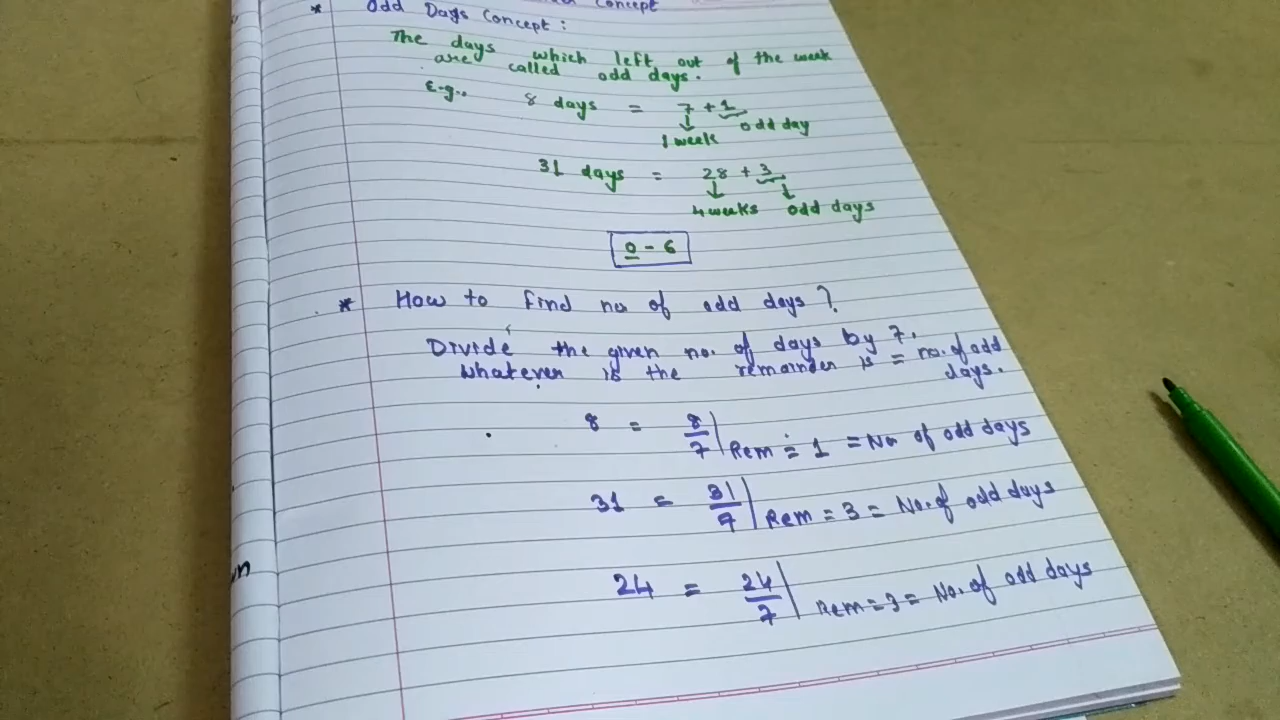 Concept
* Odd Days Concept :
The days which left out of the week
are called odd days.
E.g., 8 days = 7 + 1
1 week odd day
31 days = 28 + 3
4 weeks odd days
0 - 6
* How to find no of odd days ?
Divide the given no. of days by 7.
Whatever is the remainder is = no. of odd
days.
8 = 8/7 | Rem = 1 = No of odd days
31 = 31/7 | Rem = 3 = No. of odd days
24 = 24/7 | Rem = 3 = No. of odd days